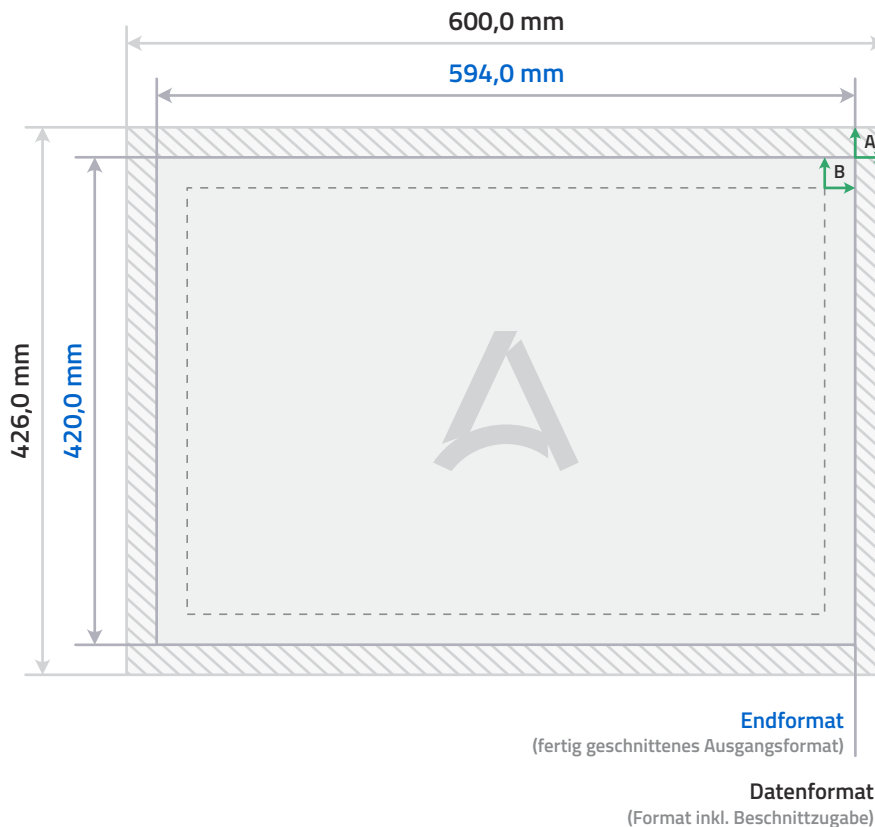 600,0 mm
594,0 mm
A
B
426,0 mm
420,0 mm
Endformat
(fertig geschnittenes Ausgangsformat)
Datenformat
(Format inkl. Beschnittzugabe)